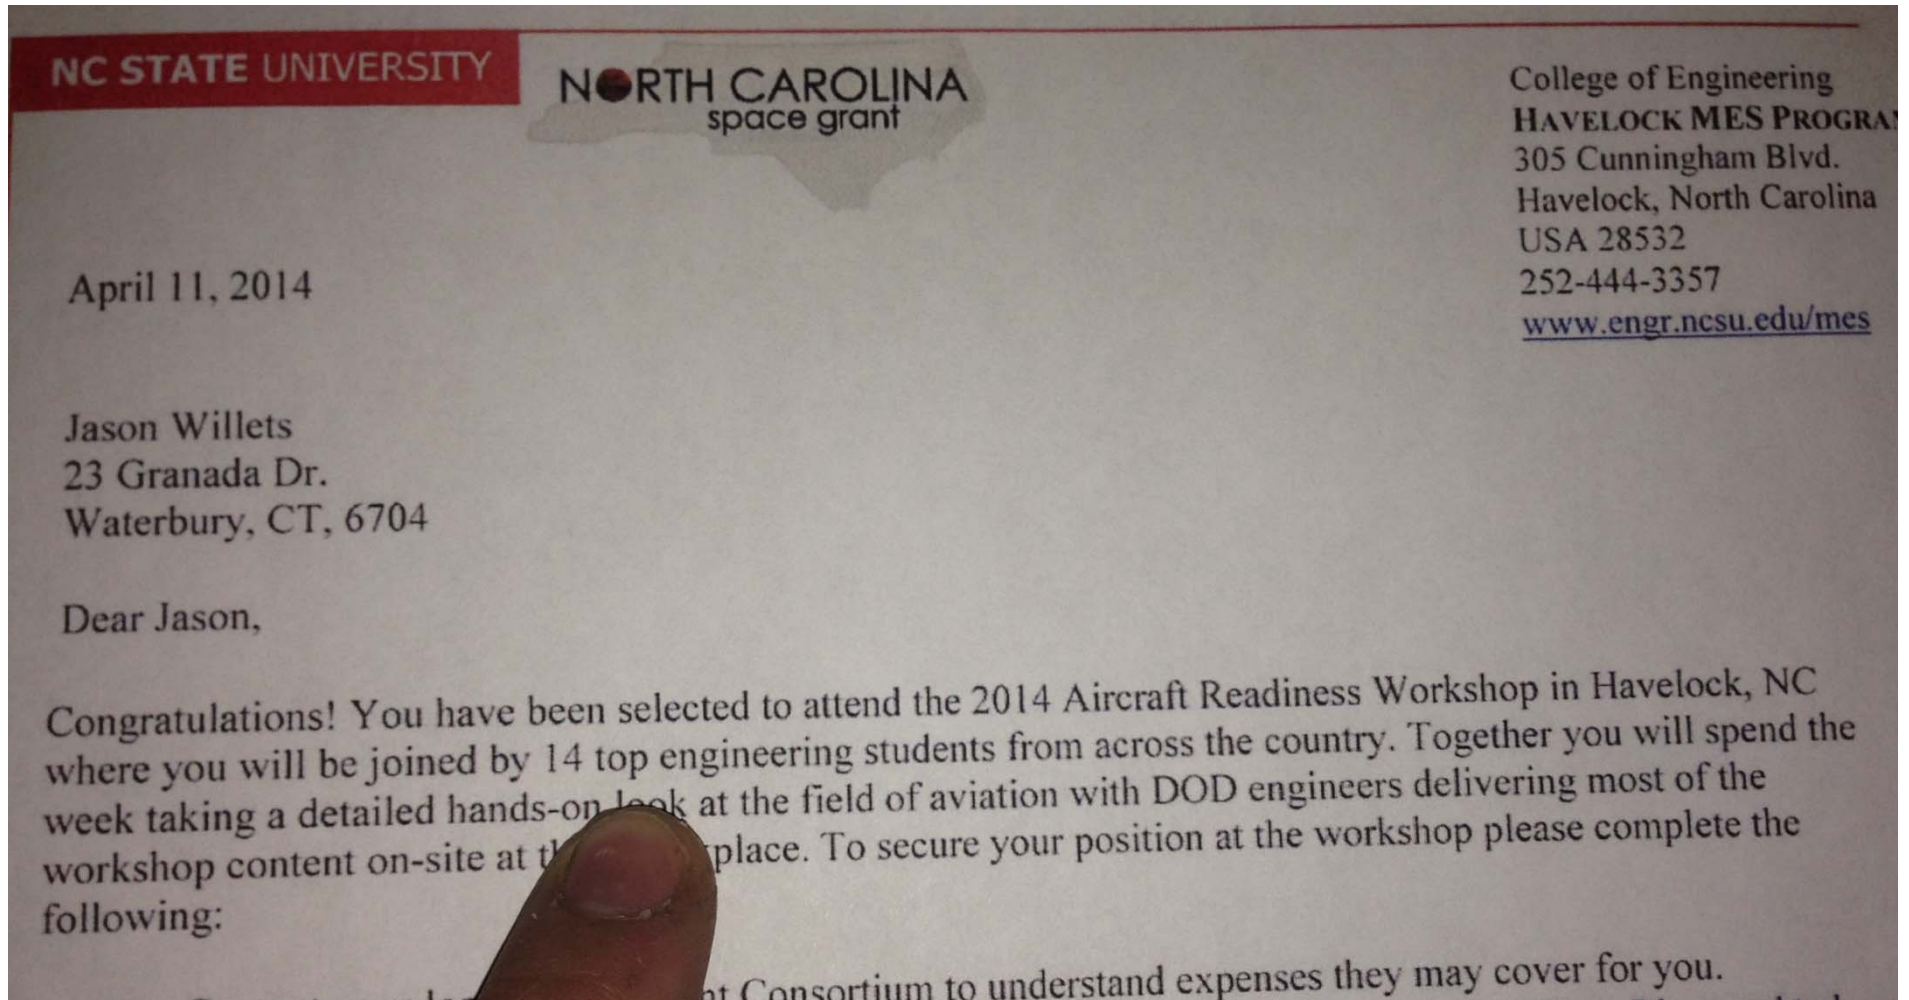 NC STATE UNIVERSITY
NORTH CAROLINA
space grant
College of Engineering
HAVELOCK MES
305 Cunningham Blvd.
Havelock, North Carolina
USA 28532
252-444-3357
www.engr.ncsu.edu/mes
April 11, 2014
Jason Willets
23 Granada Dr.
Waterbury, CT, 6704
Dear Jason,
Congratulations! You have been selected to attend the 2014 Aircraft Readiness Workshop in Havelock, NC
where you will be joined by 14 top engineering students from across the country. Together you will spend the
week taking a detailed hands-on look at the field of aviation with DOD engineers delivering most of the
workshop content on-site at place. To secure your position at the workshop please complete the
following:
Consortium to understand expenses they may cover for you.